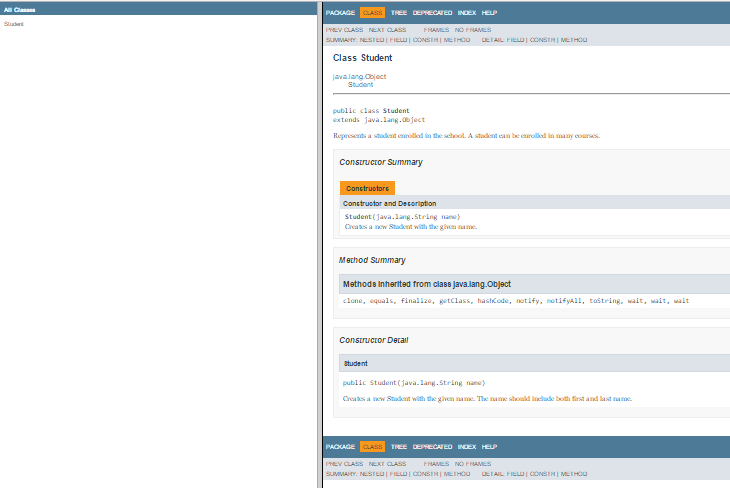 All Classes
Student
PACKAGE CLASS TREE DEPRECATED INDEX HELP
PREV CLASS NEXT CLASS FRAMES NO FRAMES
SUMMARY: NESTED | FIELD | CONSTR | METHOD DETAIL: FIELD | CONSTR | METHOD
Class Student
java.lang.Object
Student
public class Student
extends java.lang.Object
Represents a student enrolled in the school. A student can be enrolled in many courses.
Constructor Summary
Constructors
Constructor and Description
Student(java.lang.String name)
Creates a new Student with the given name.
Method Summary
Methods inherited from class java.lang.Object
clone, equals, finalize, getClass, hashCode, notify, notifyAll, toString, wait, wait, wait
Constructor Detail
Student
public Student(java.lang.String name)
Creates a new Student with the given name. The name should include both first and last name.
PACKAGE CLASS TREE DEPRECATED INDEX HELP
PREV CLASS NEXT CLASS FRAMES NO FRAMES
SUMMARY: NESTED | FIELD | CONSTR | METHOD DETAIL: FIELD | CONSTR | METHOD